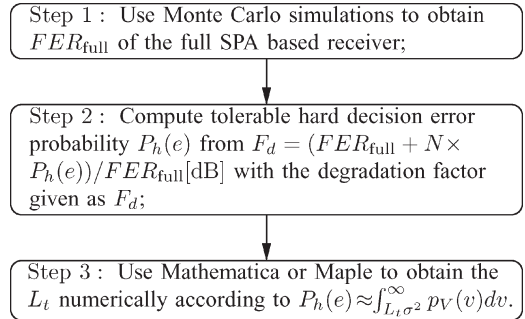 Step 1 : Use Monte Carlo simulations to obtain
FER_full of the full SPA based receiver;
Step 2 : Compute tolerable hard decision error
probability P_h(e) from F_d = (FER_full + N×
P_h(e))/FER_full[dB] with the degradation factor
given as F_d;
Step 3 : Use Mathematica or Maple to obtain the
L_t numerically according to P_h(e)≈∫_{L_tσ²}^∞ p_V(v)dv.